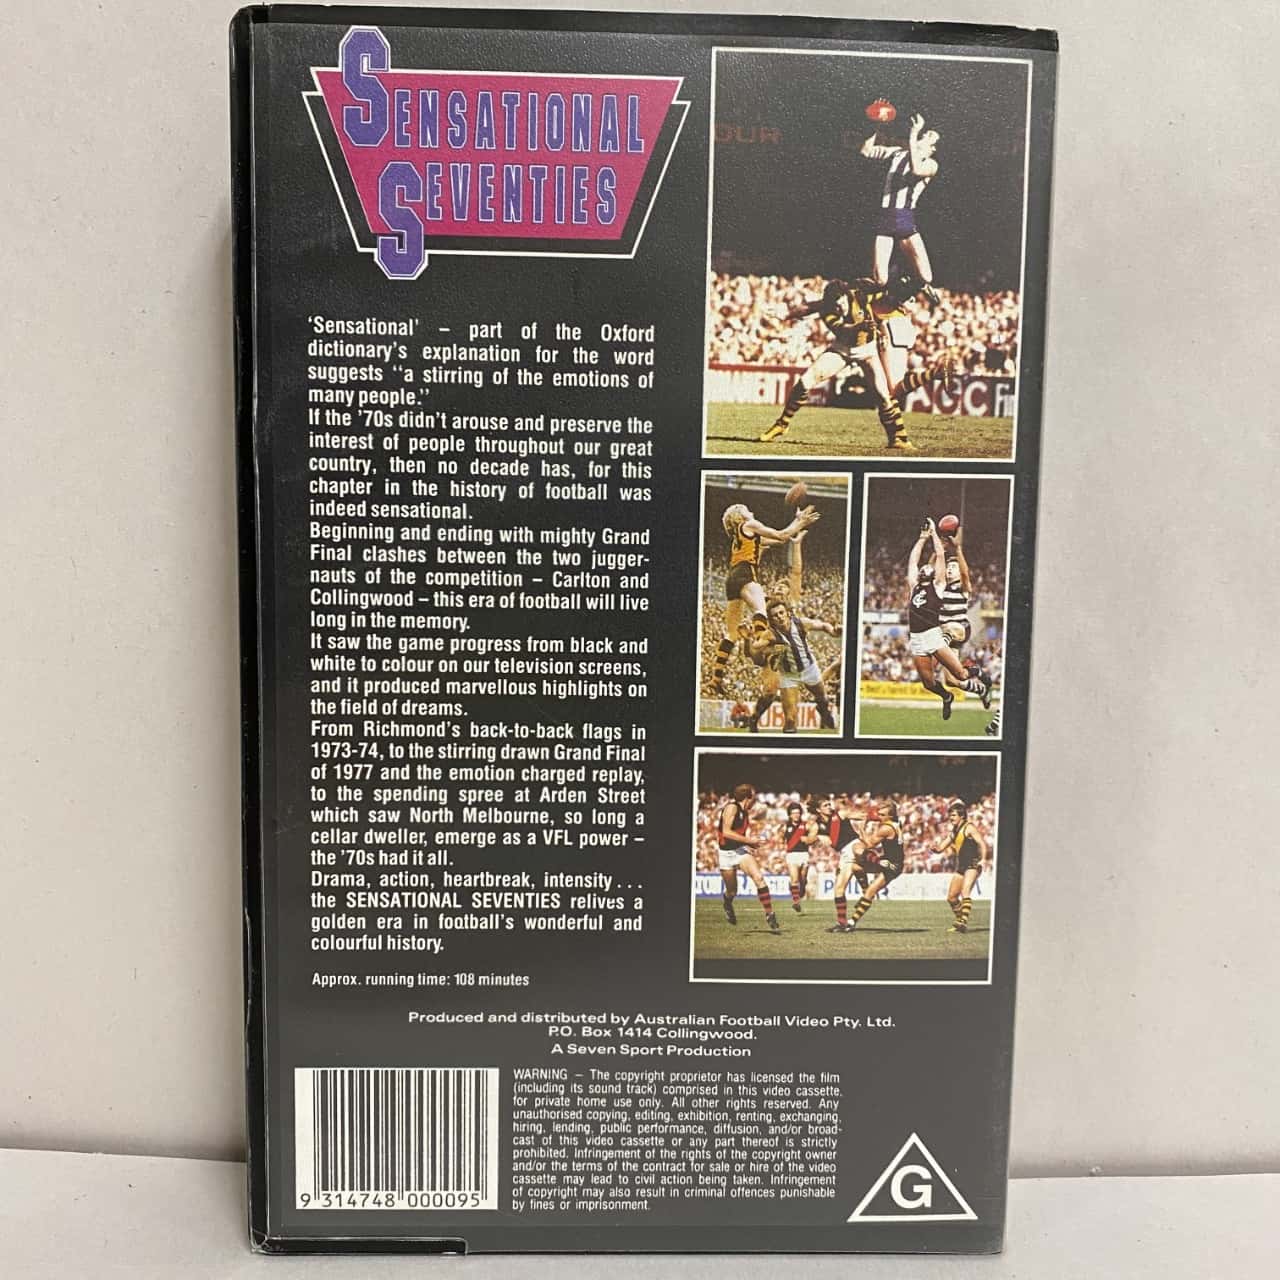 SENSATIONAL
SEVENTIES
'Sensational' – part of the Oxford
dictionary's explanation for the word
suggests "a stirring of the emotions of
many people."
If the '70s didn't arouse and preserve the
interest of people throughout our great
country, then no decade has, for this
chapter in the history of football was
indeed sensational.
Beginning and ending with mighty Grand
Final clashes between the two jugger-
nauts of the competition – Carlton and
Collingwood – this era of football will live
long in the memory.
It saw the game progress from black and
white to colour on our television screens,
and it produced marvellous highlights on
the field of dreams.
From Richmond's back-to-back flags in
1973-74, to the stirring drawn Grand Final
of 1977 and the emotion charged replay,
to the spending spree at Arden Street
which saw North Melbourne, so long a
cellar dweller, emerge as a VFL power –
the '70s had it all.
Drama, action, heartbreak, intensity...
the SENSATIONAL SEVENTIES relives a
golden era in football's wonderful and
colourful history.
Approx. running time: 108 minutes
Produced and distributed by Australian Football Video Pty. Ltd.
P.O. Box 1414 Collingwood.
A Seven Sport Production
WARNING – The copyright proprietor has licensed the film
(including its sound track) comprised in this video cassette,
for private home use only. All other rights reserved. Any
unauthorised copying, editing, exhibition, renting, exchanging,
hiring, lending, public performance, diffusion, and/or broad-
cast of this video cassette or any part thereof is strictly
prohibited. Infringement of the rights of the copyright owner
and/or the terms of the contract for sale or hire of the video
cassette may lead to civil action being taken. Infringement
of copyright may also result in criminal offences punishable
by fines or imprisonment.
9 314748 000095
G